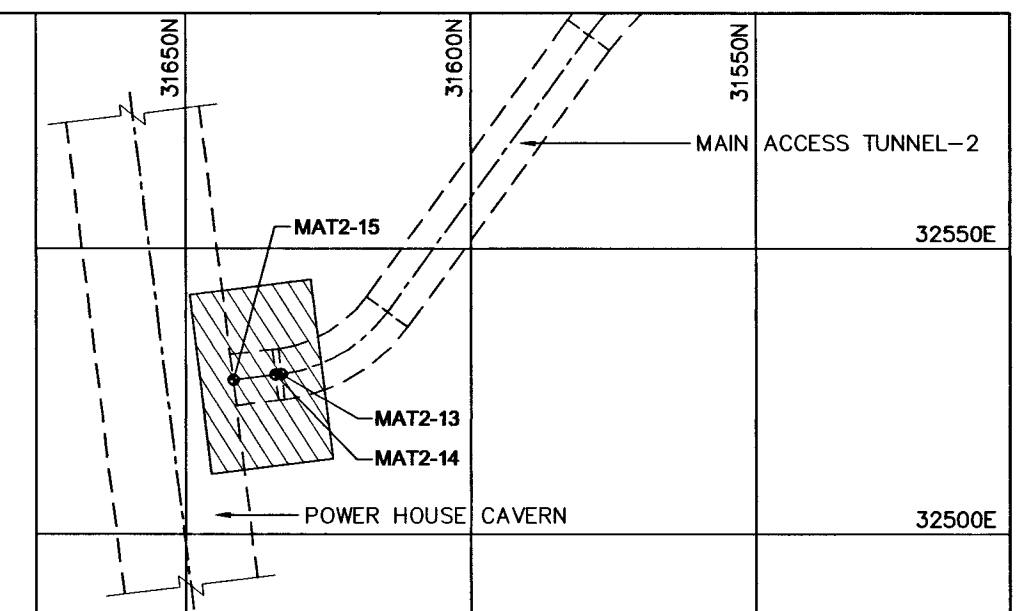 31650N
31600N
31550N
MAIN ACCESS TUNNEL-2
MAT2-15
32550E
MAT2-13
MAT2-14
POWER HOUSE CAVERN
32500E